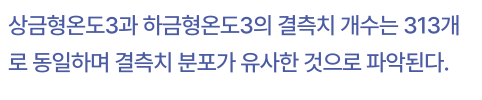 상금형온도3과 하금형온도3의 결측치 개수는 313개
로 동일하며 결측치 분포가 유사한 것으로 파악된다.